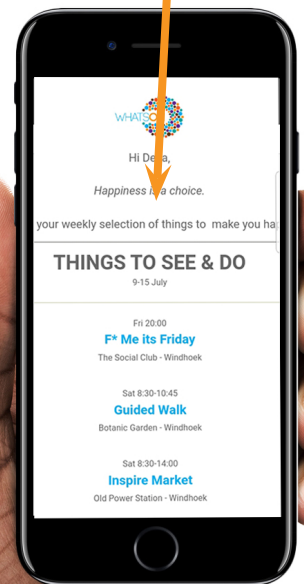 WHATSO
Hi De a,
Happiness is a choice.
your weekly selection of things to make you ha
THINGS TO SEE & DO
9-15 July
Fri 20:00
F* Me its Friday
The Social Club - Windhoek
Sat 8:30-10:45
Guided Walk
Botanic Garden - Windhoek
Sat 8:30-14:00
Inspire Market
Old Power Station - Windhoek